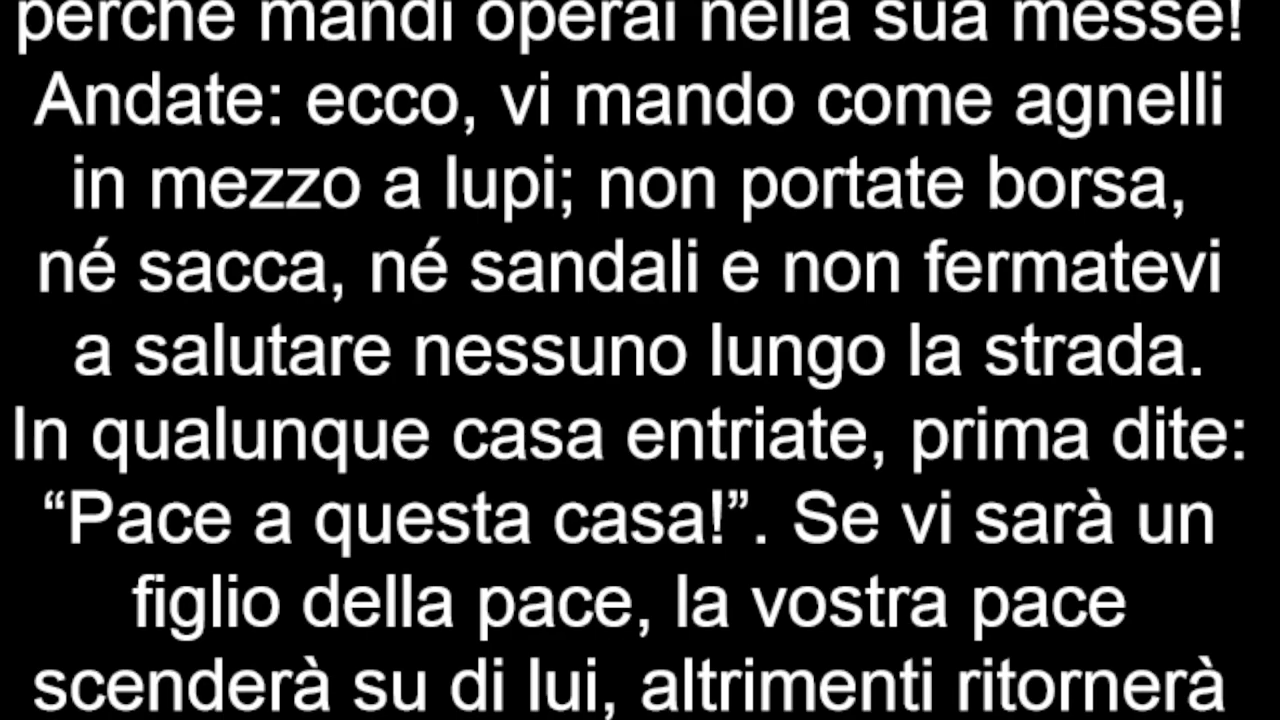 perché mandi operai nella sua messe!
Andate: ecco, vi mando come agnelli
in mezzo a lupi; non portate borsa,
né sacca, né sandali e non fermatevi
a salutare nessuno lungo la strada.
In qualunque casa entriate, prima dite:
“Pace a questa casa!”. Se vi sarà un
figlio della pace, la vostra pace
scenderà su di lui, altrimenti ritornerà